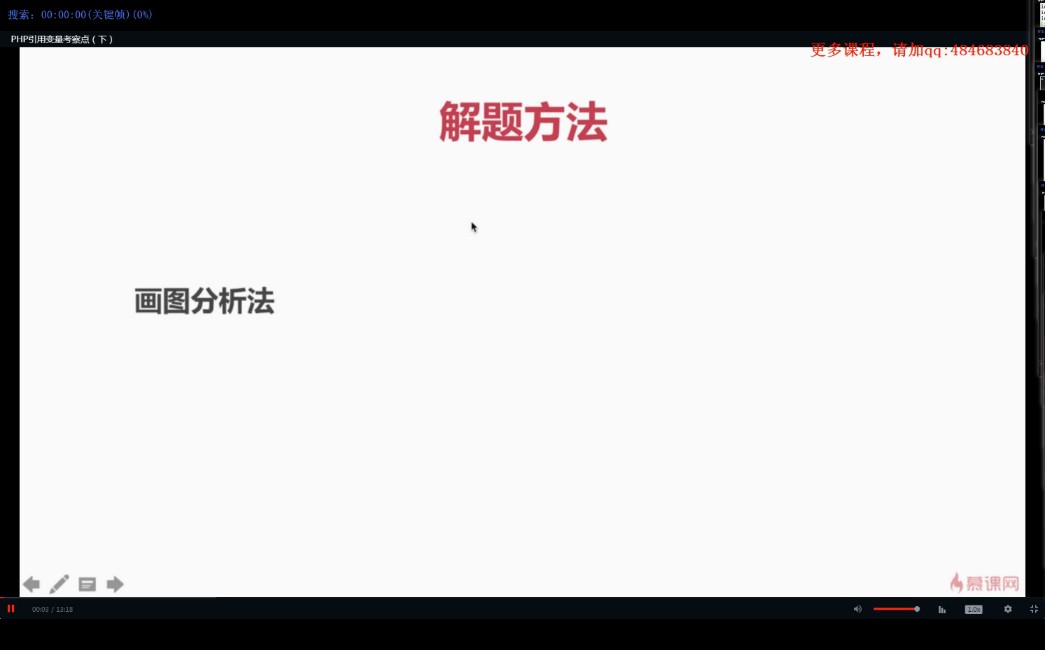 搜索: 00:00:00(关键帧)(0%)
PHP引用变量考察点(下)
更多课程，请加qq:484683840
解题方法
画图分析法
慕课网
00:03 / 13:18
1.0x